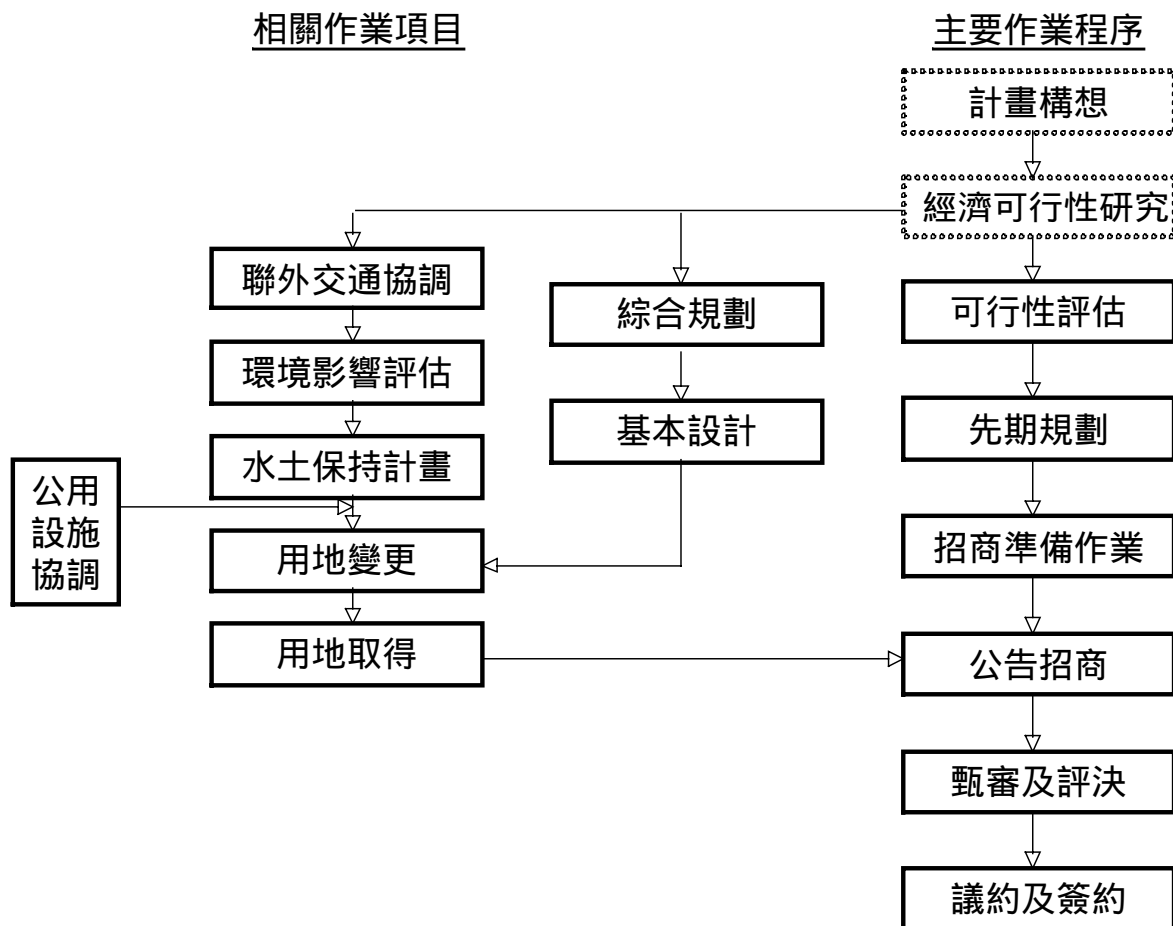 相關作業項目
主要作業程序
計畫構想
經濟可行性研究
聯外交通協調
綜合規劃
可行性評估
環境影響評估
基本設計
先期規劃
水土保持計畫
公用
設施
協調
用地變更
招商準備作業
用地取得
公告招商
甄審及評決
議約及簽約